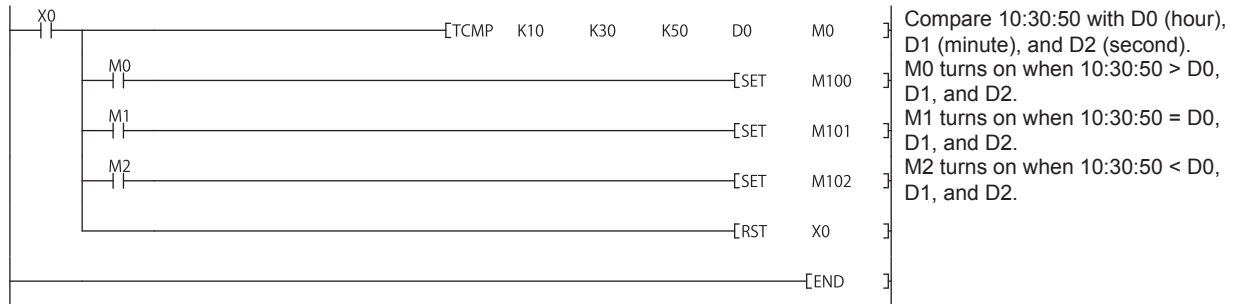 X0
[TCMP K10 K30 K50 D0 M0 ]
M0
[SET M100 ]
M1
[SET M101 ]
M2
[SET M102 ]
[RST X0 ]
[END ]
Compare 10:30:50 with D0 (hour),
D1 (minute), and D2 (second).
M0 turns on when 10:30:50 > D0,
D1, and D2.
M1 turns on when 10:30:50 = D0,
D1, and D2.
M2 turns on when 10:30:50 < D0,
D1, and D2.